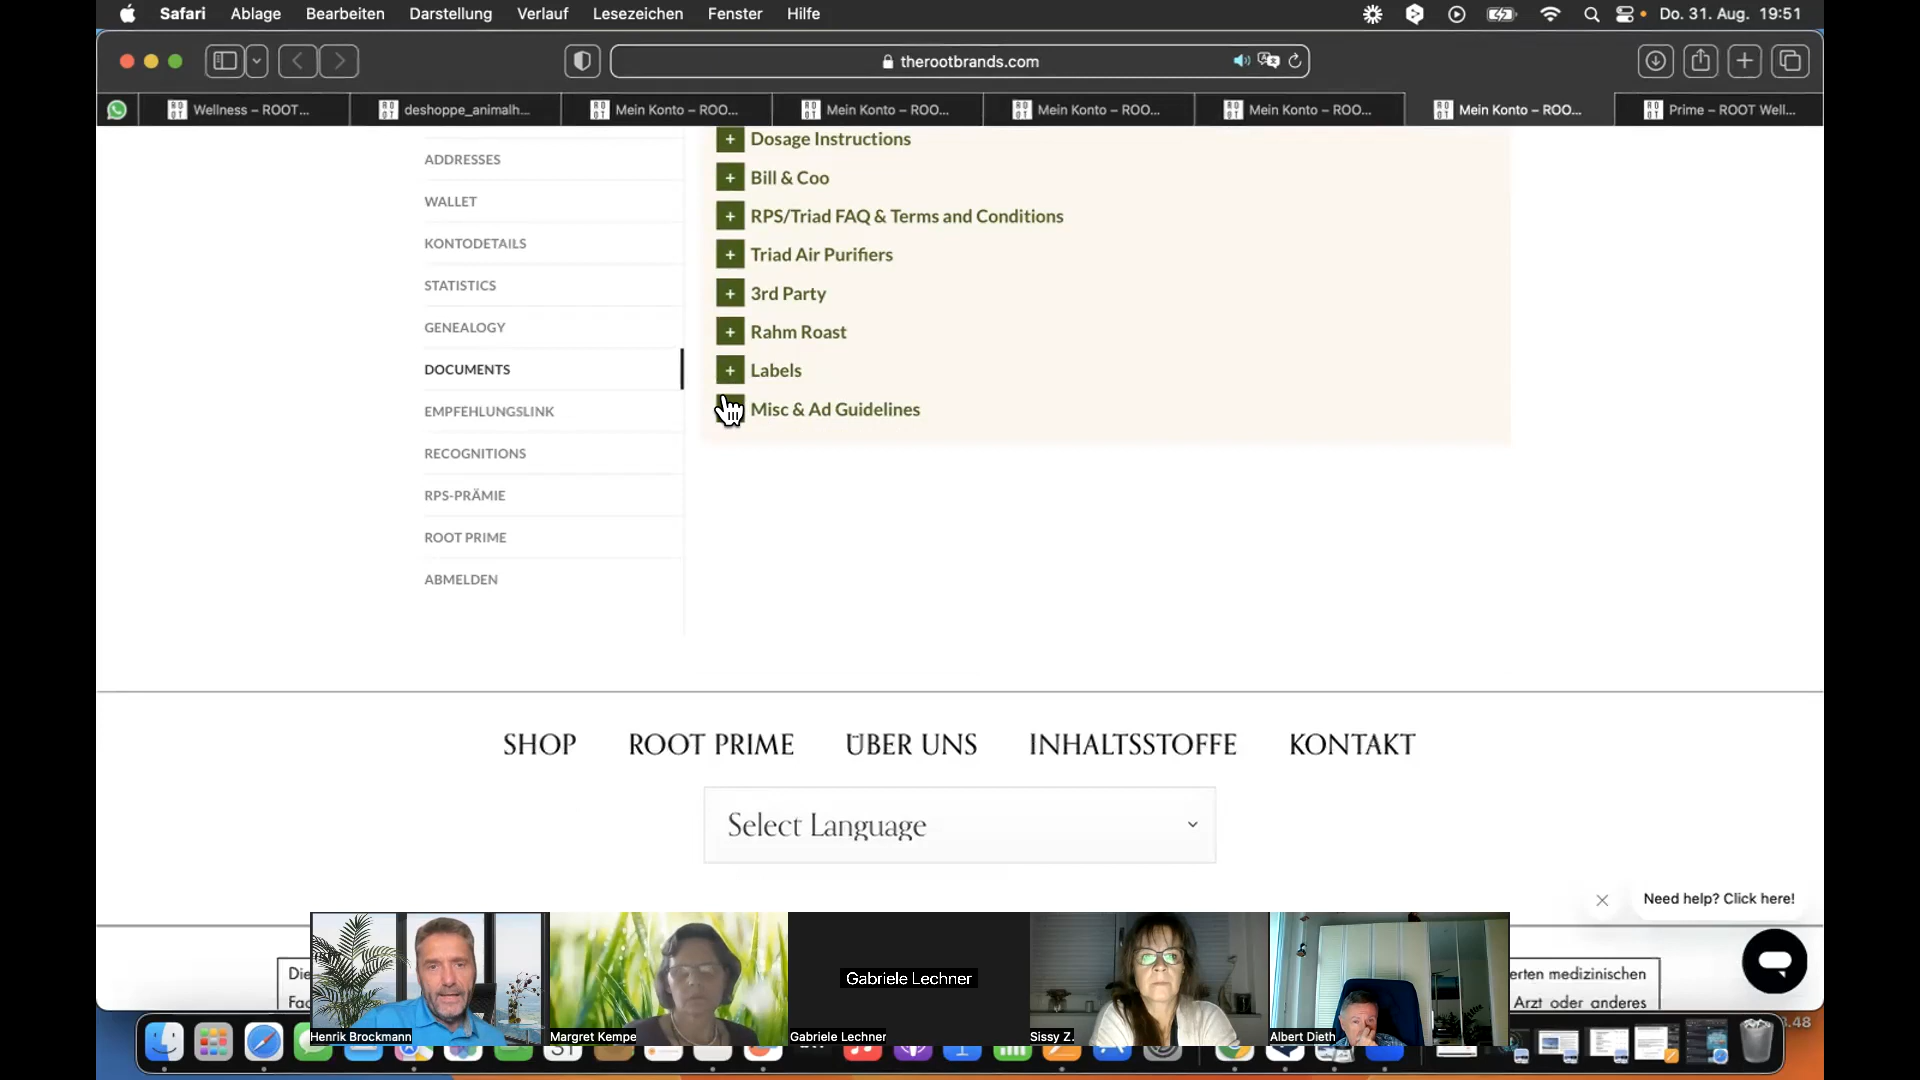 Safari Ablage Bearbeiten Darstellung Verlauf Lesezeichen Fenster Hilfe Do. 31. Aug. 19:51
therootbrands.com
Wellness – ROOT... deshoppe_animalh... Mein Konto – ROO... Mein Konto – ROO... Mein Konto – ROO... Mein Konto – ROO... Mein Konto – ROO... Prime – ROOT Well...
Dosage Instructions
Bill & Coo
RPS/Triad FAQ & Terms and Conditions
Triad Air Purifiers
3rd Party
Rahm Roast
Labels
Misc & Ad Guidelines
ADDRESSES
WALLET
KONTODETAILS
STATISTICS
GENEALOGY
DOCUMENTS
EMPFEHLUNGSLINK
RECOGNITIONS
RPS-PRÄMIE
ROOT PRIME
ABMELDEN
SHOP ROOT PRIME ÜBER UNS INHALTSSTOFFE KONTAKT
Select Language
Need help? Click here!
Die erten medizinischen
Fac Arzt oder anderes
Gabriele Lechner
Henrik Brockmann Margret Kempe Gabriele Lechner Sissy Z. Albert Dieth